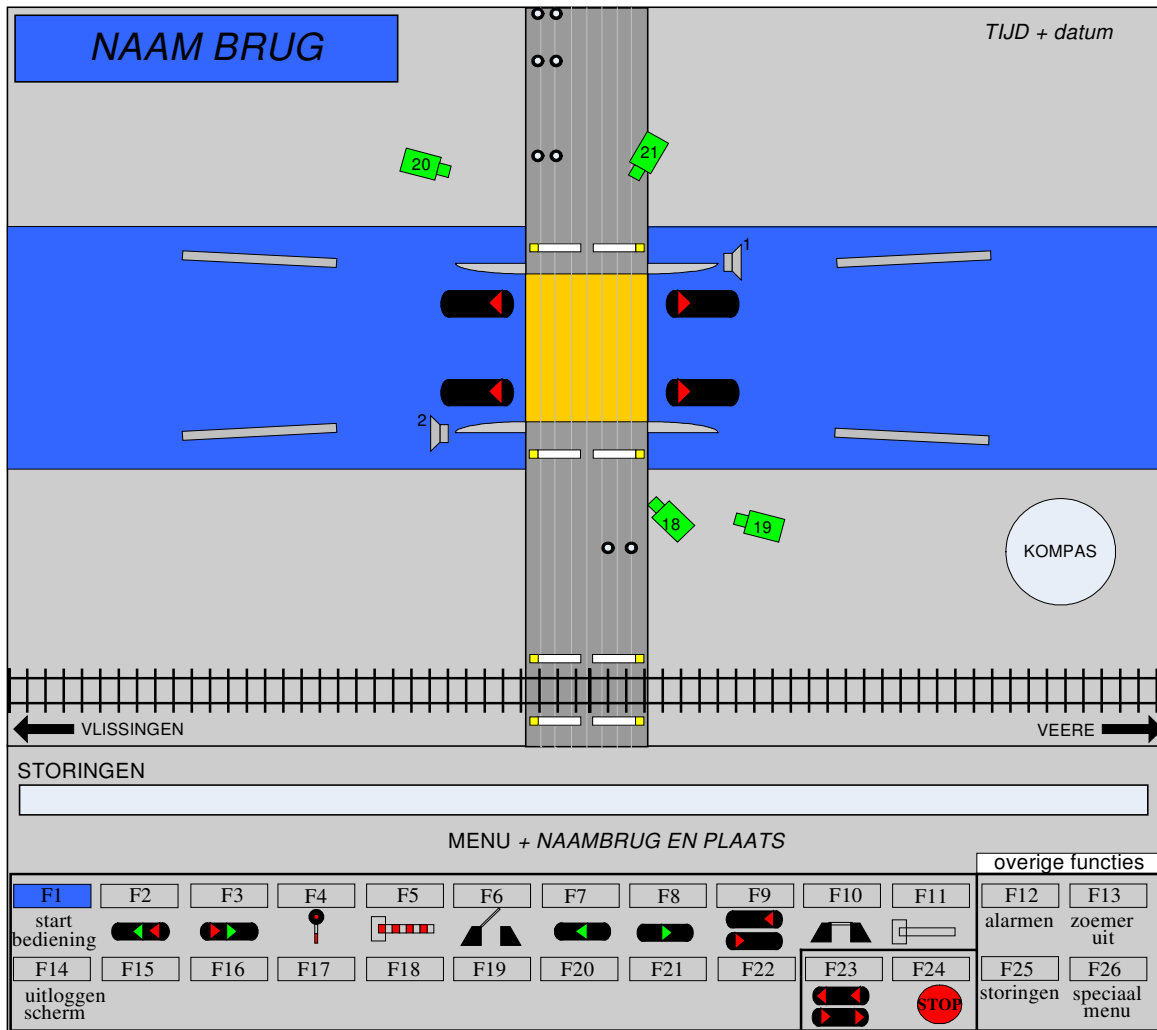 NAAM BRUG
TIJD + datum
20
21
1
2
18
19
KOMPAS
VLISSINGEN
VEERE
STORINGEN
MENU + NAAMBRUG EN PLAATS
overige functies
F1 F2 F3 F4 F5 F6 F7 F8 F9 F10 F11 F12 F13
start
bediening
alarmen
zoemer
uit
F14 F15 F16 F17 F18 F19 F20 F21 F22 F23 F24 F25 F26
uitloggen
scherm
STOP
storingen
speciaal
menu